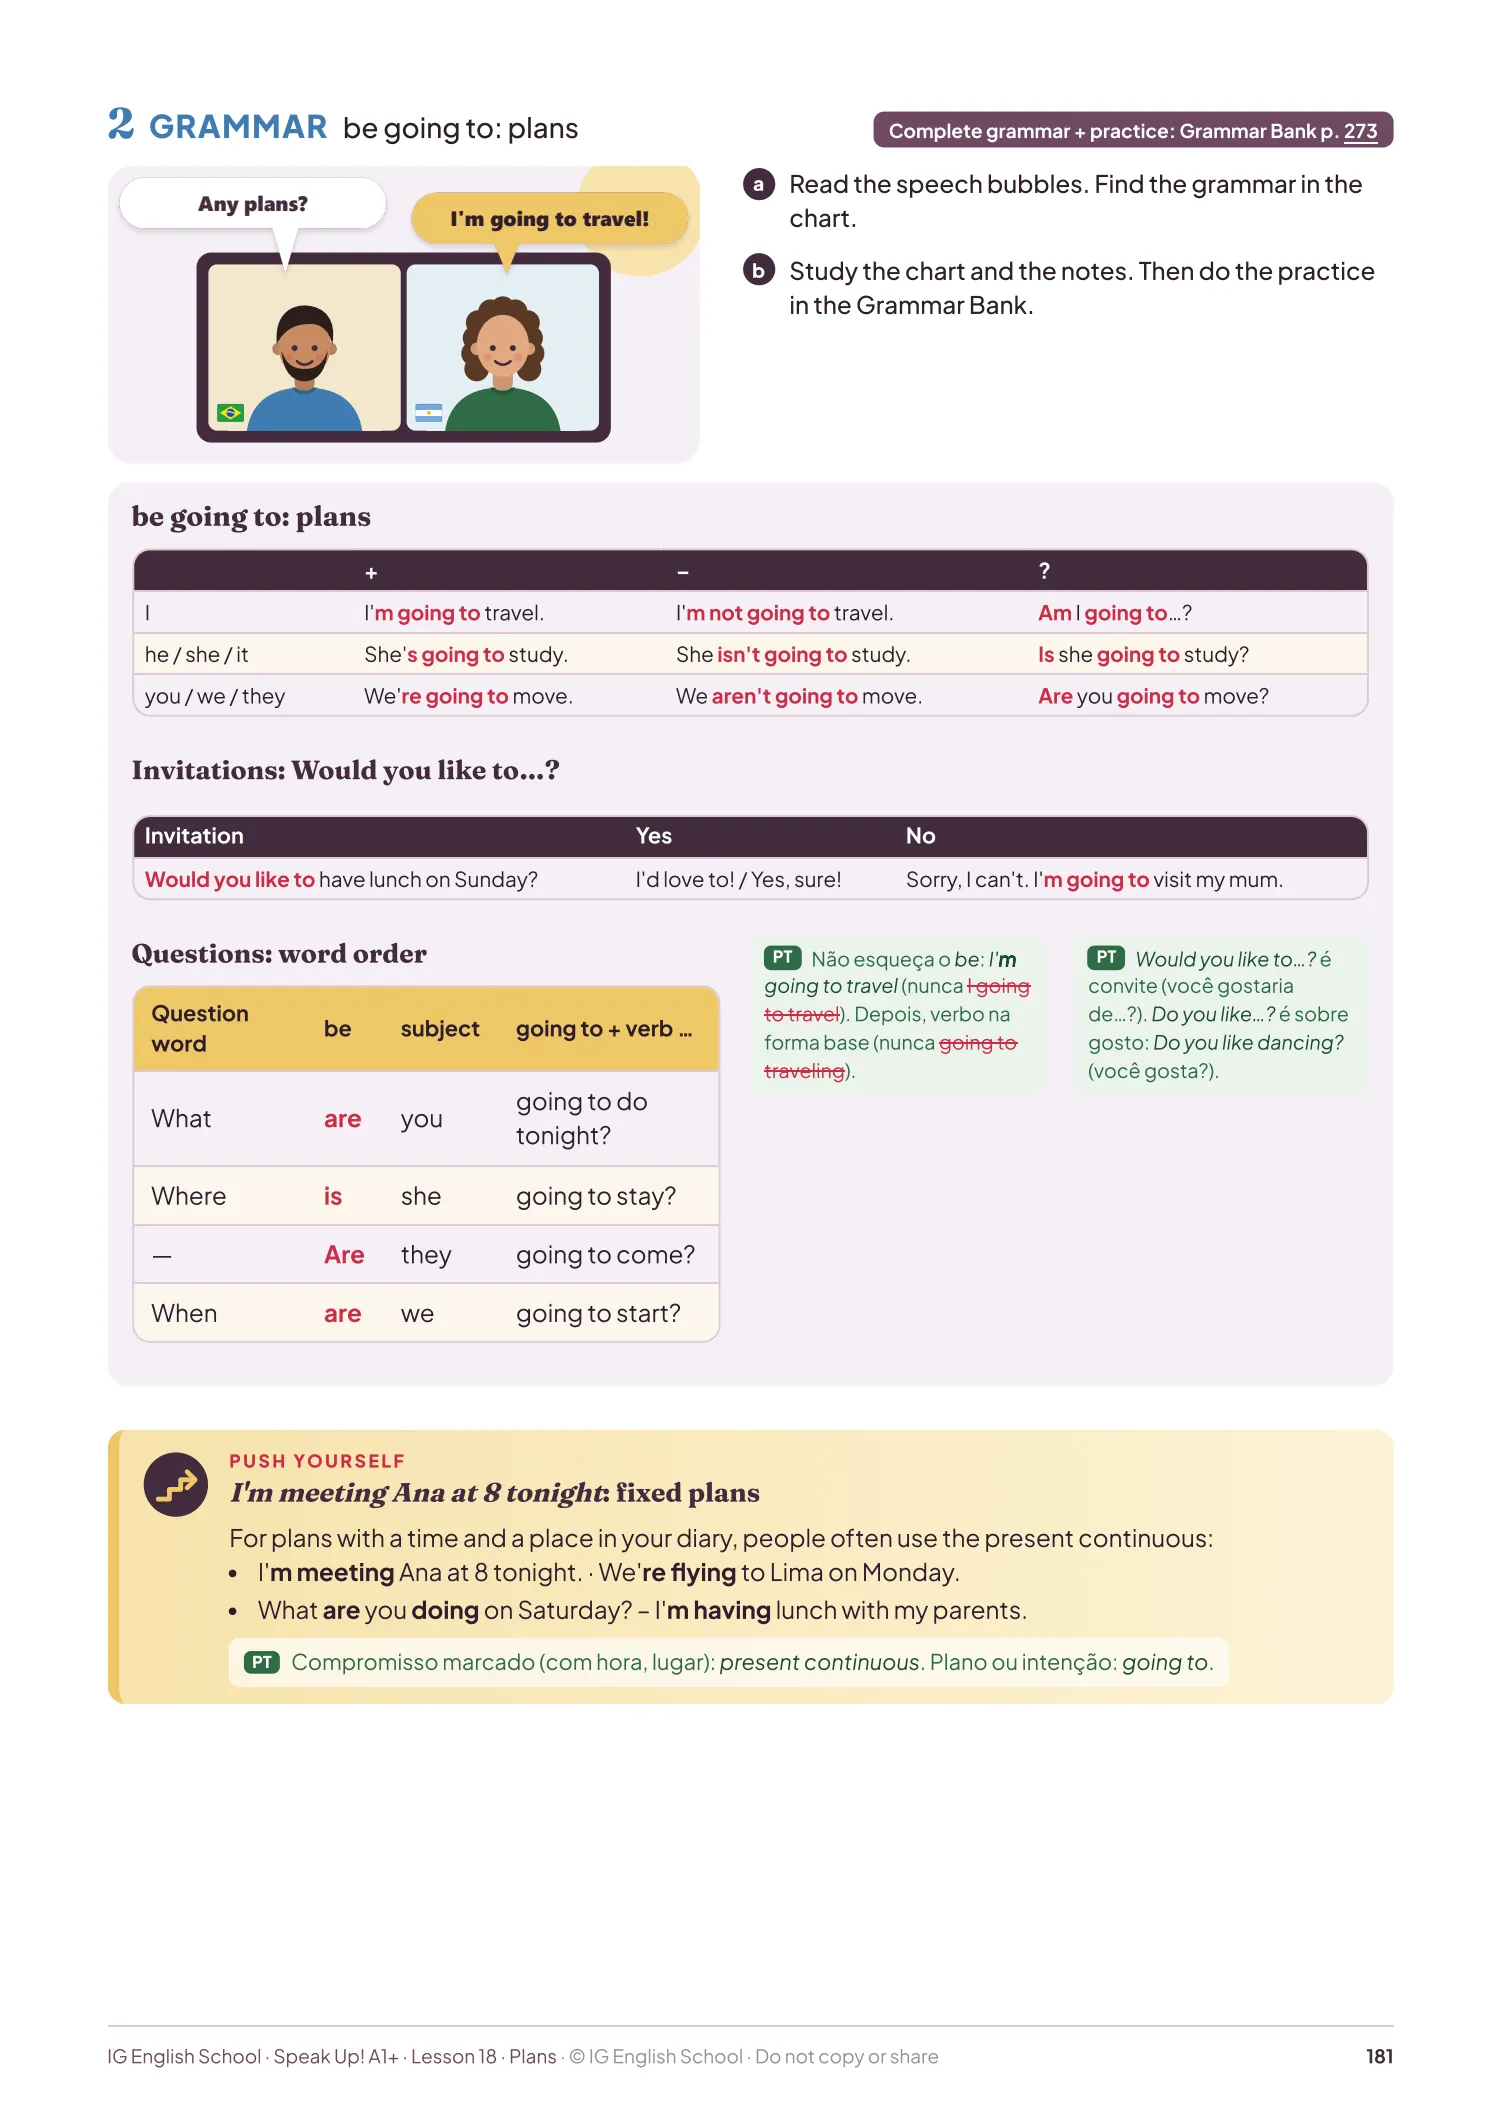 2 GRAMMAR be going to: plans
Complete grammar + practice: Grammar Bank p. 273
Any plans?
I'm going to travel!
a Read the speech bubbles. Find the grammar in the
chart.
b Study the chart and the notes. Then do the practice
in the Grammar Bank.
be going to: plans
+ – ?
I I'm going to travel. I'm not going to travel. Am I going to…?
he / she / it She's going to study. She isn't going to study. Is she going to study?
you / we / they We're going to move. We aren't going to move. Are you going to move?
Invitations: Would you like to…?
Invitation Yes No
Would you like to have lunch on Sunday? I'd love to! / Yes, sure! Sorry, I can't. I'm going to visit my mum.
Questions: word order
Question
word be subject going to + verb …
What are you going to do
tonight?
Where is she going to stay?
— Are they going to come?
When are we going to start?
PT Não esqueça o be: I'm
going to travel (nunca I going
to travel). Depois, verbo na
forma base (nunca going to
traveling).
PT Would you like to…? é
convite (você gostaria
de…?). Do you like…? é sobre
gosto: Do you like dancing?
(você gosta?).
PUSH YOURSELF
I'm meeting Ana at 8 tonight: fixed plans
For plans with a time and a place in your diary, people often use the present continuous:
• I'm meeting Ana at 8 tonight. · We're flying to Lima on Monday.
• What are you doing on Saturday? – I'm having lunch with my parents.
PT Compromisso marcado (com hora, lugar): present continuous. Plano ou intenção: going to.
IG English School · Speak Up! A1+ · Lesson 18 · Plans · © IG English School · Do not copy or share
181